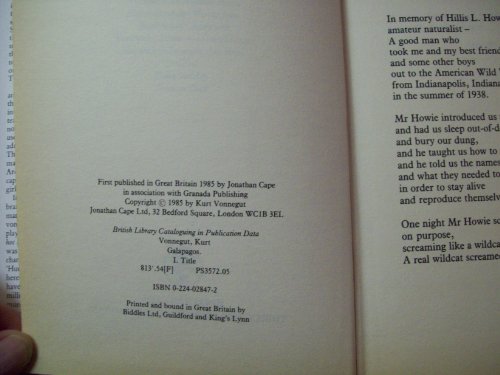 First published in Great Britain 1985 by Jonathan Cape
in association with Granada Publishing
Copyright © 1985 by Kurt Vonnegut
Jonathan Cape Ltd, 32 Bedford Square, London WC1B 3EL
British Library Cataloguing in Publication Data
Vonnegut, Kurt
Galapagos.
I. Title
813'.54[F] PS3572.05
ISBN 0-224-02847-2
Printed and bound in Great Britain by
Biddles Ltd, Guildford and King's Lynn
In memory of Hillis L. How
amateur naturalist –
A good man who
took me and my best friend
and some other boys
out to the American Wild
from Indianapolis, Indiana
in the summer of 1938.
Mr Howie introduced us
and had us sleep out-of-d
and bury our dung,
and he taught us how to
and he told us the names
and what they needed to
in order to stay alive
and reproduce themselve
One night Mr Howie
on purpose,
screaming like a wildcat
A real wildcat screamed